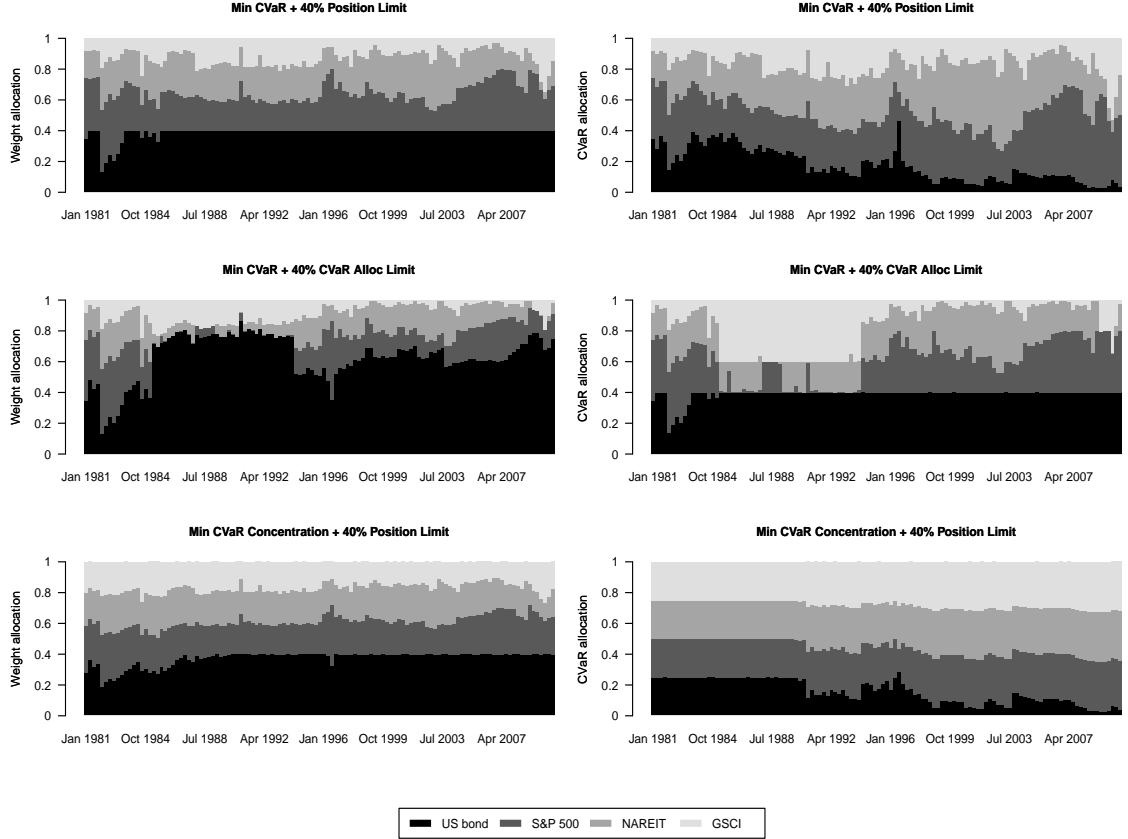 Min CVaR + 40% Position Limit
Weight allocation
1
0.8
0.6
0.4
0.2
0
Jan 1981 Oct 1984 Jul 1988 Apr 1992 Jan 1996 Oct 1999 Jul 2003 Apr 2007
Min CVaR + 40% Position Limit
CVaR allocation
1
0.8
0.6
0.4
0.2
0
Jan 1981 Oct 1984 Jul 1988 Apr 1992 Jan 1996 Oct 1999 Jul 2003 Apr 2007
Min CVaR + 40% CVaR Alloc Limit
Weight allocation
1
0.8
0.6
0.4
0.2
0
Jan 1981 Oct 1984 Jul 1988 Apr 1992 Jan 1996 Oct 1999 Jul 2003 Apr 2007
Min CVaR + 40% CVaR Alloc Limit
CVaR allocation
1
0.8
0.6
0.4
0.2
0
Jan 1981 Oct 1984 Jul 1988 Apr 1992 Jan 1996 Oct 1999 Jul 2003 Apr 2007
Min CVaR Concentration + 40% Position Limit
Weight allocation
1
0.8
0.6
0.4
0.2
0
Jan 1981 Oct 1984 Jul 1988 Apr 1992 Jan 1996 Oct 1999 Jul 2003 Apr 2007
Min CVaR Concentration + 40% Position Limit
CVaR allocation
1
0.8
0.6
0.4
0.2
0
Jan 1981 Oct 1984 Jul 1988 Apr 1992 Jan 1996 Oct 1999 Jul 2003 Apr 2007
US bond S&P 500 NAREIT GSCI